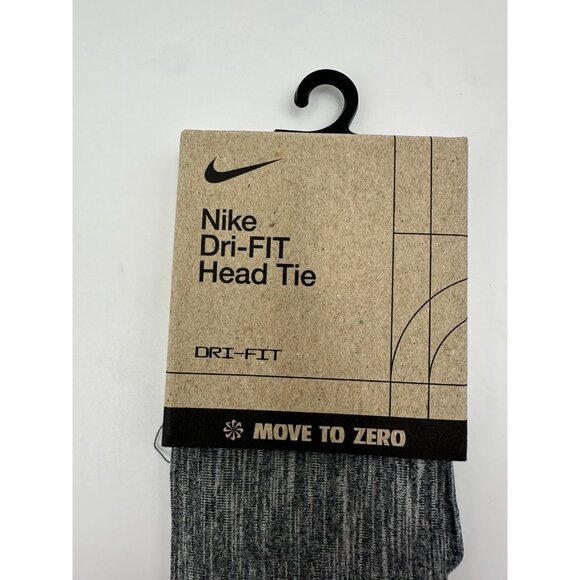 Nike
Dri-FIT
Head Tie
DRI-FIT
MOVE TO ZERO